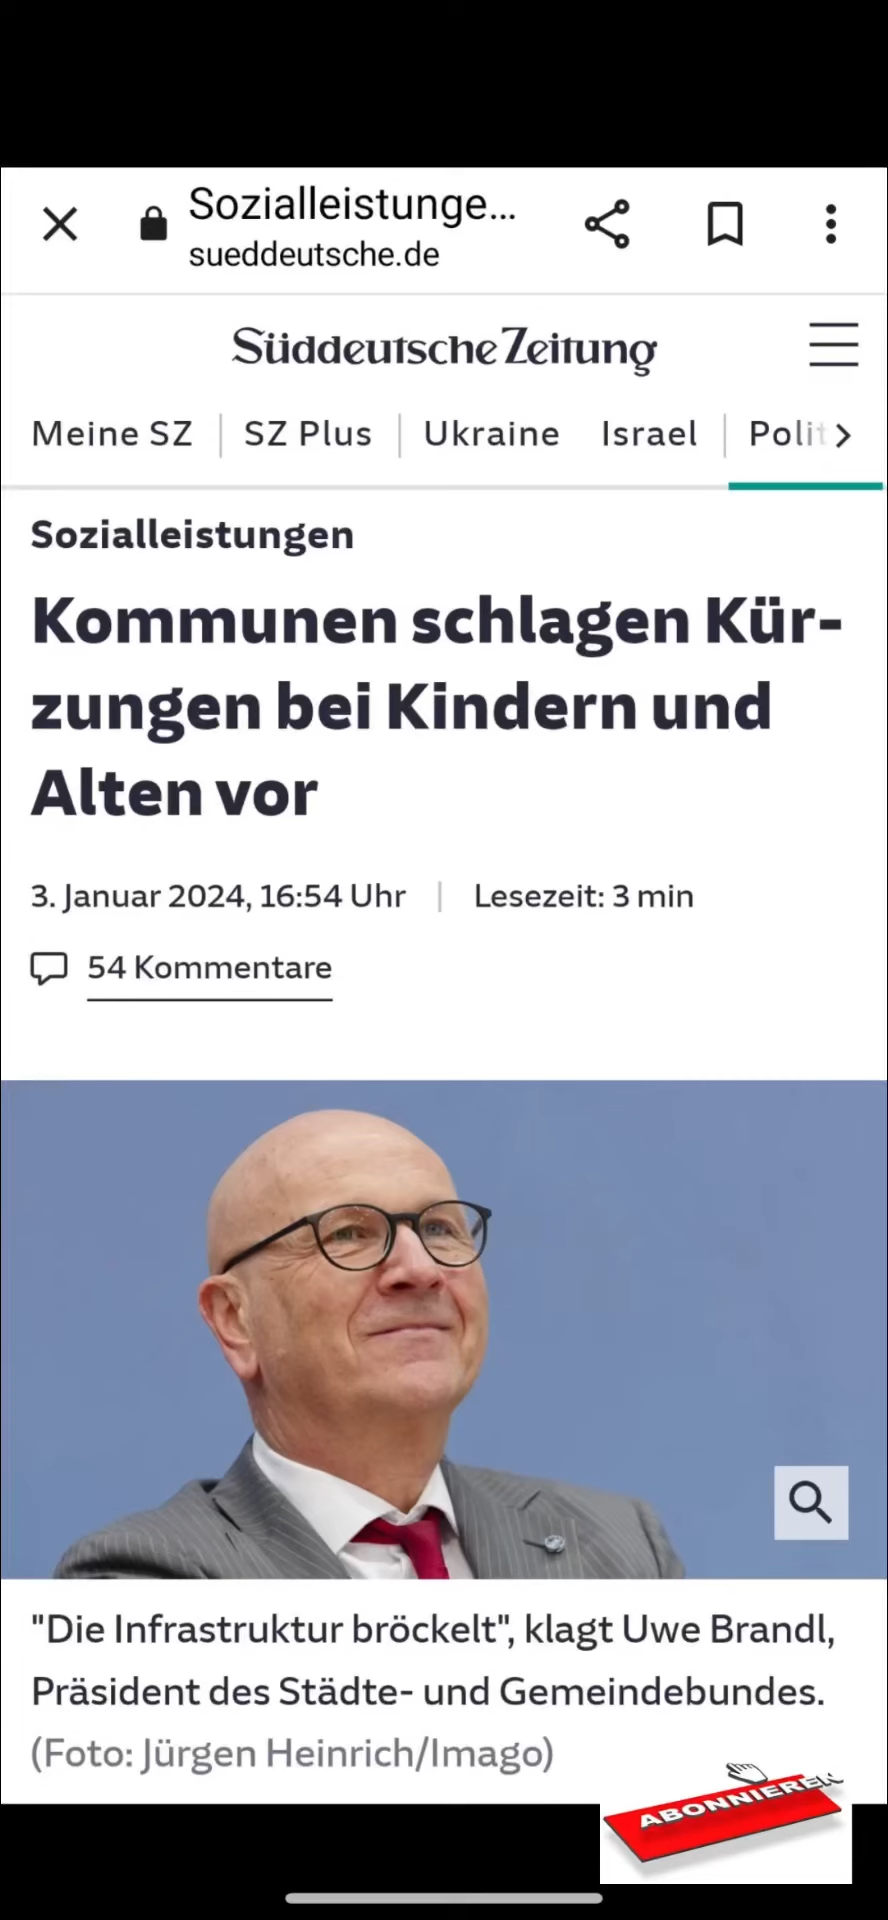 Sozialleistunge...
sueddeutsche.de
Süddeutsche Zeitung
Meine SZ | SZ Plus | Ukraine Israel | Polit
Sozialleistungen
Kommunen schlagen Kür-
zungen bei Kindern und
Alten vor
3. Januar 2024, 16:54 Uhr | Lesezeit: 3 min
54 Kommentare
"Die Infrastruktur bröckelt", klagt Uwe Brandl,
Präsident des Städte- und Gemeindebundes.
(Foto: Jürgen Heinrich/Imago)
ABONNIEREN